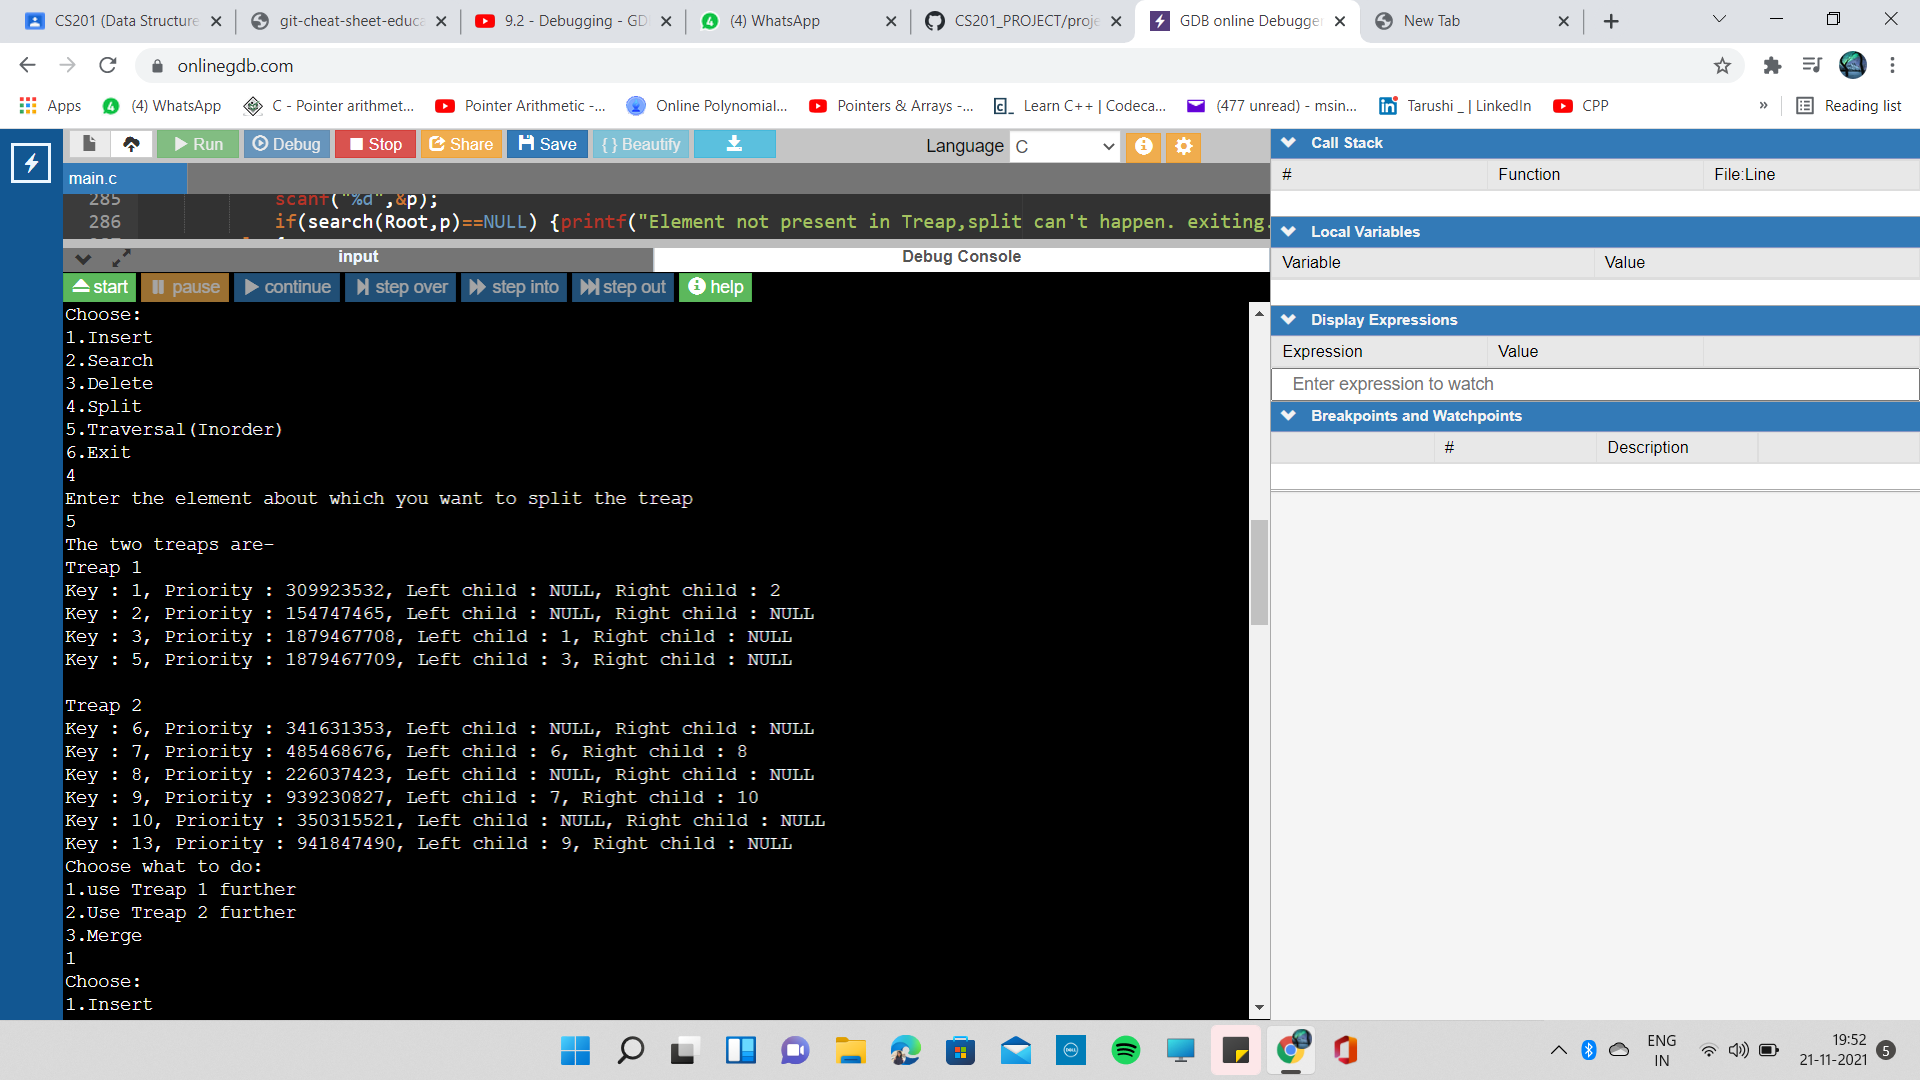 CS201 (Data Structure
git-cheat-sheet-educa
9.2 - Debugging - GD
(4) WhatsApp
CS201_PROJECT/proje
GDB online Debugger
New Tab
onlinegdb.com
Apps
(4) WhatsApp
C - Pointer arithmet...
Pointer Arithmetic -...
Online Polynomial...
Pointers & Arrays -...
Learn C++ | Codeca...
(477 unread) - msin...
Tarushi _ | LinkedIn
CPP
»
Reading list
Run
Debug
Stop
Share
Save
{ } Beautify
Language
C
main.c
285 scanf("%d",&p);
286 if(search(Root,p)==NULL) {printf("Element not present in Treap,split can't happen. exiting.
input
Debug Console
start
pause
continue
step over
step into
step out
help
Choose:
1.Insert
2.Search
3.Delete
4.Split
5.Traversal(Inorder)
6.Exit
4
Enter the element about which you want to split the treap
5
The two treaps are-
Treap 1
Key : 1, Priority : 309923532, Left child : NULL, Right child : 2
Key : 2, Priority : 154747465, Left child : NULL, Right child : NULL
Key : 3, Priority : 1879467708, Left child : 1, Right child : NULL
Key : 5, Priority : 1879467709, Left child : 3, Right child : NULL
Treap 2
Key : 6, Priority : 341631353, Left child : NULL, Right child : NULL
Key : 7, Priority : 485468676, Left child : 6, Right child : 8
Key : 8, Priority : 226037423, Left child : NULL, Right child : NULL
Key : 9, Priority : 939230827, Left child : 7, Right child : 10
Key : 10, Priority : 350315521, Left child : NULL, Right child : NULL
Key : 13, Priority : 941847490, Left child : 9, Right child : NULL
Choose what to do:
1.use Treap 1 further
2.Use Treap 2 further
3.Merge
1
Choose:
1.Insert
Call Stack
# Function File:Line
Local Variables
Variable Value
Display Expressions
Expression Value
Enter expression to watch
Breakpoints and Watchpoints
# Description
ENG
IN
19:52
21-11-2021
5